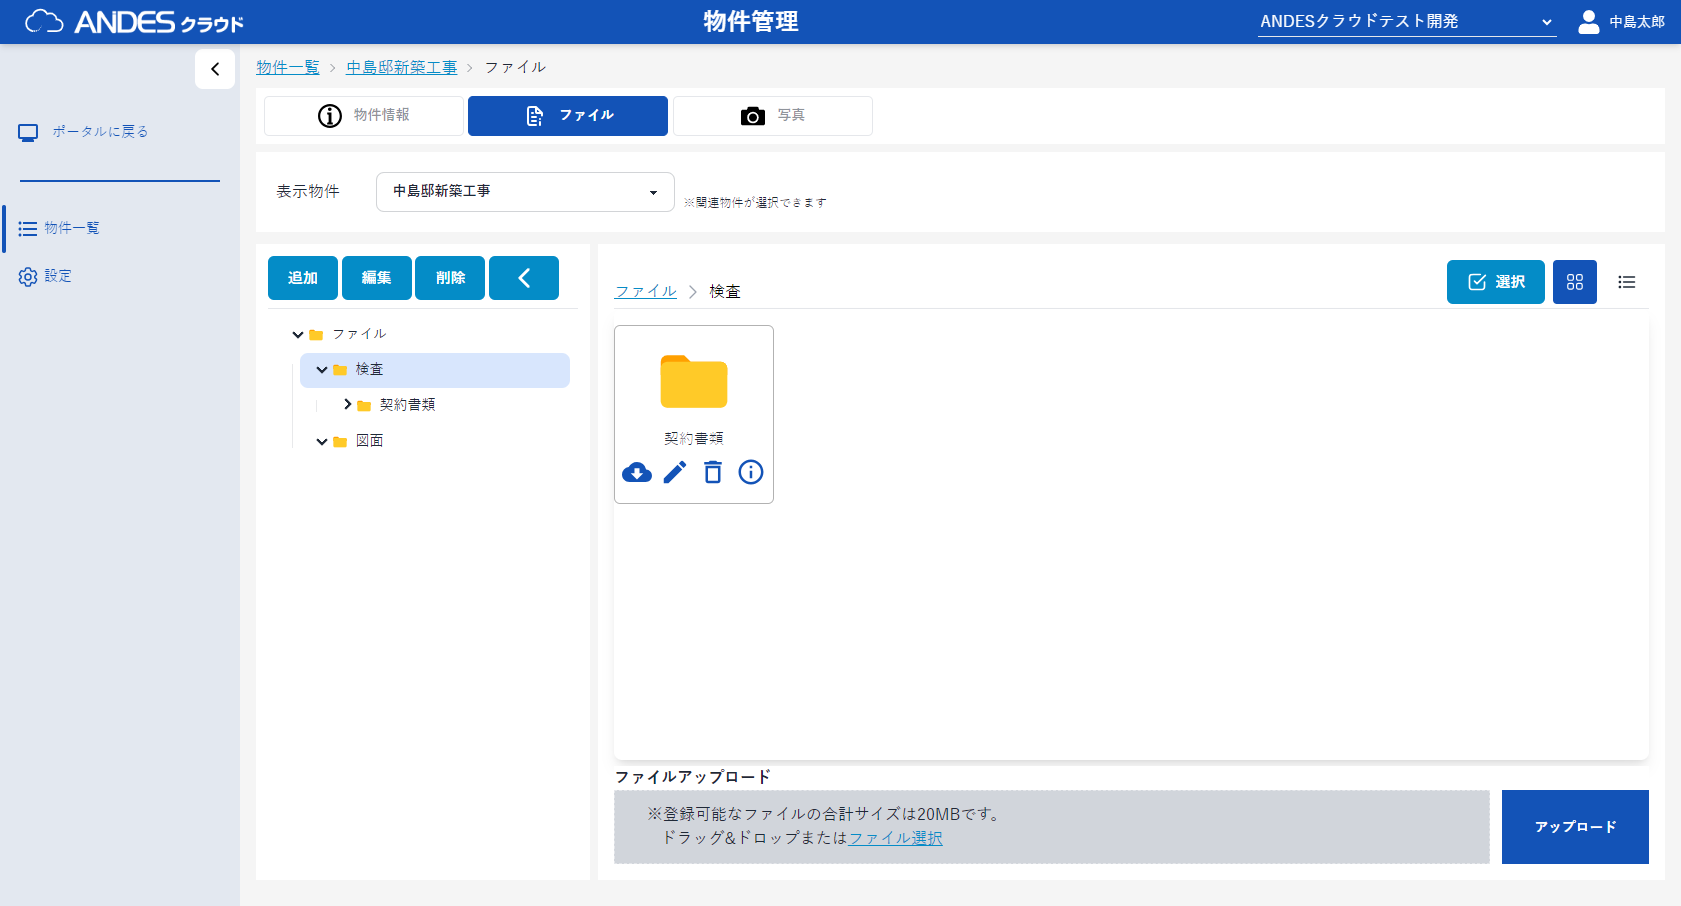 ANDES クラウド
物件管理
ANDESクラウドテスト開発
中島太郎
ポータルに戻る
物件一覧
設定
物件一覧 > 中島邸新築工事 > ファイル
物件情報
ファイル
写真
表示物件
中島邸新築工事
※関連物件が選択できます
追加
編集
削除
ファイル
検査
契約書類
図面
ファイル > 検査
選択
契約書類
ファイルアップロード
※登録可能なファイルの合計サイズは20MBです。
ドラッグ&ドロップまたはファイル選択
アップロード